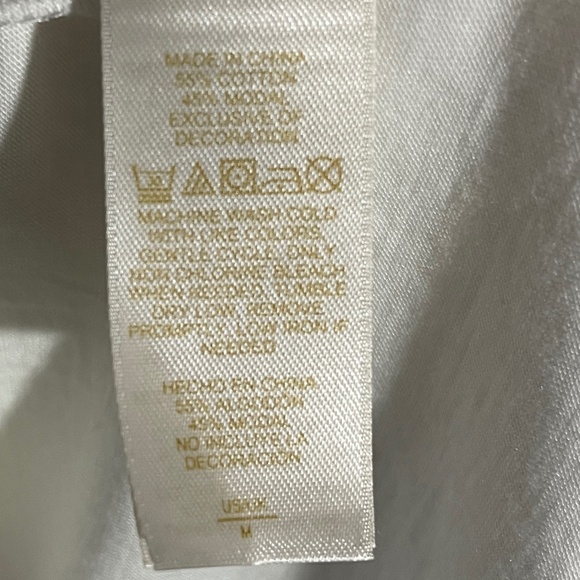 MADE IN CHINA
55% COTTON
45% MODAL
EXCLUSIVE OF
DECORATION
MACHINE WASH COLD
WITH LIKE COLORS,
GENTLE CYCLE, ONLY
NON CHLORINE BLEACH
WHEN NEEDED, TUMBLE
DRY LOW, REMOVE
PROMPTLY, LOW IRON IF
NEEDED
HECHO EN CHINA
55% ALGODON
45% MODAL
NO INCLUYE LA
DECORACION
M